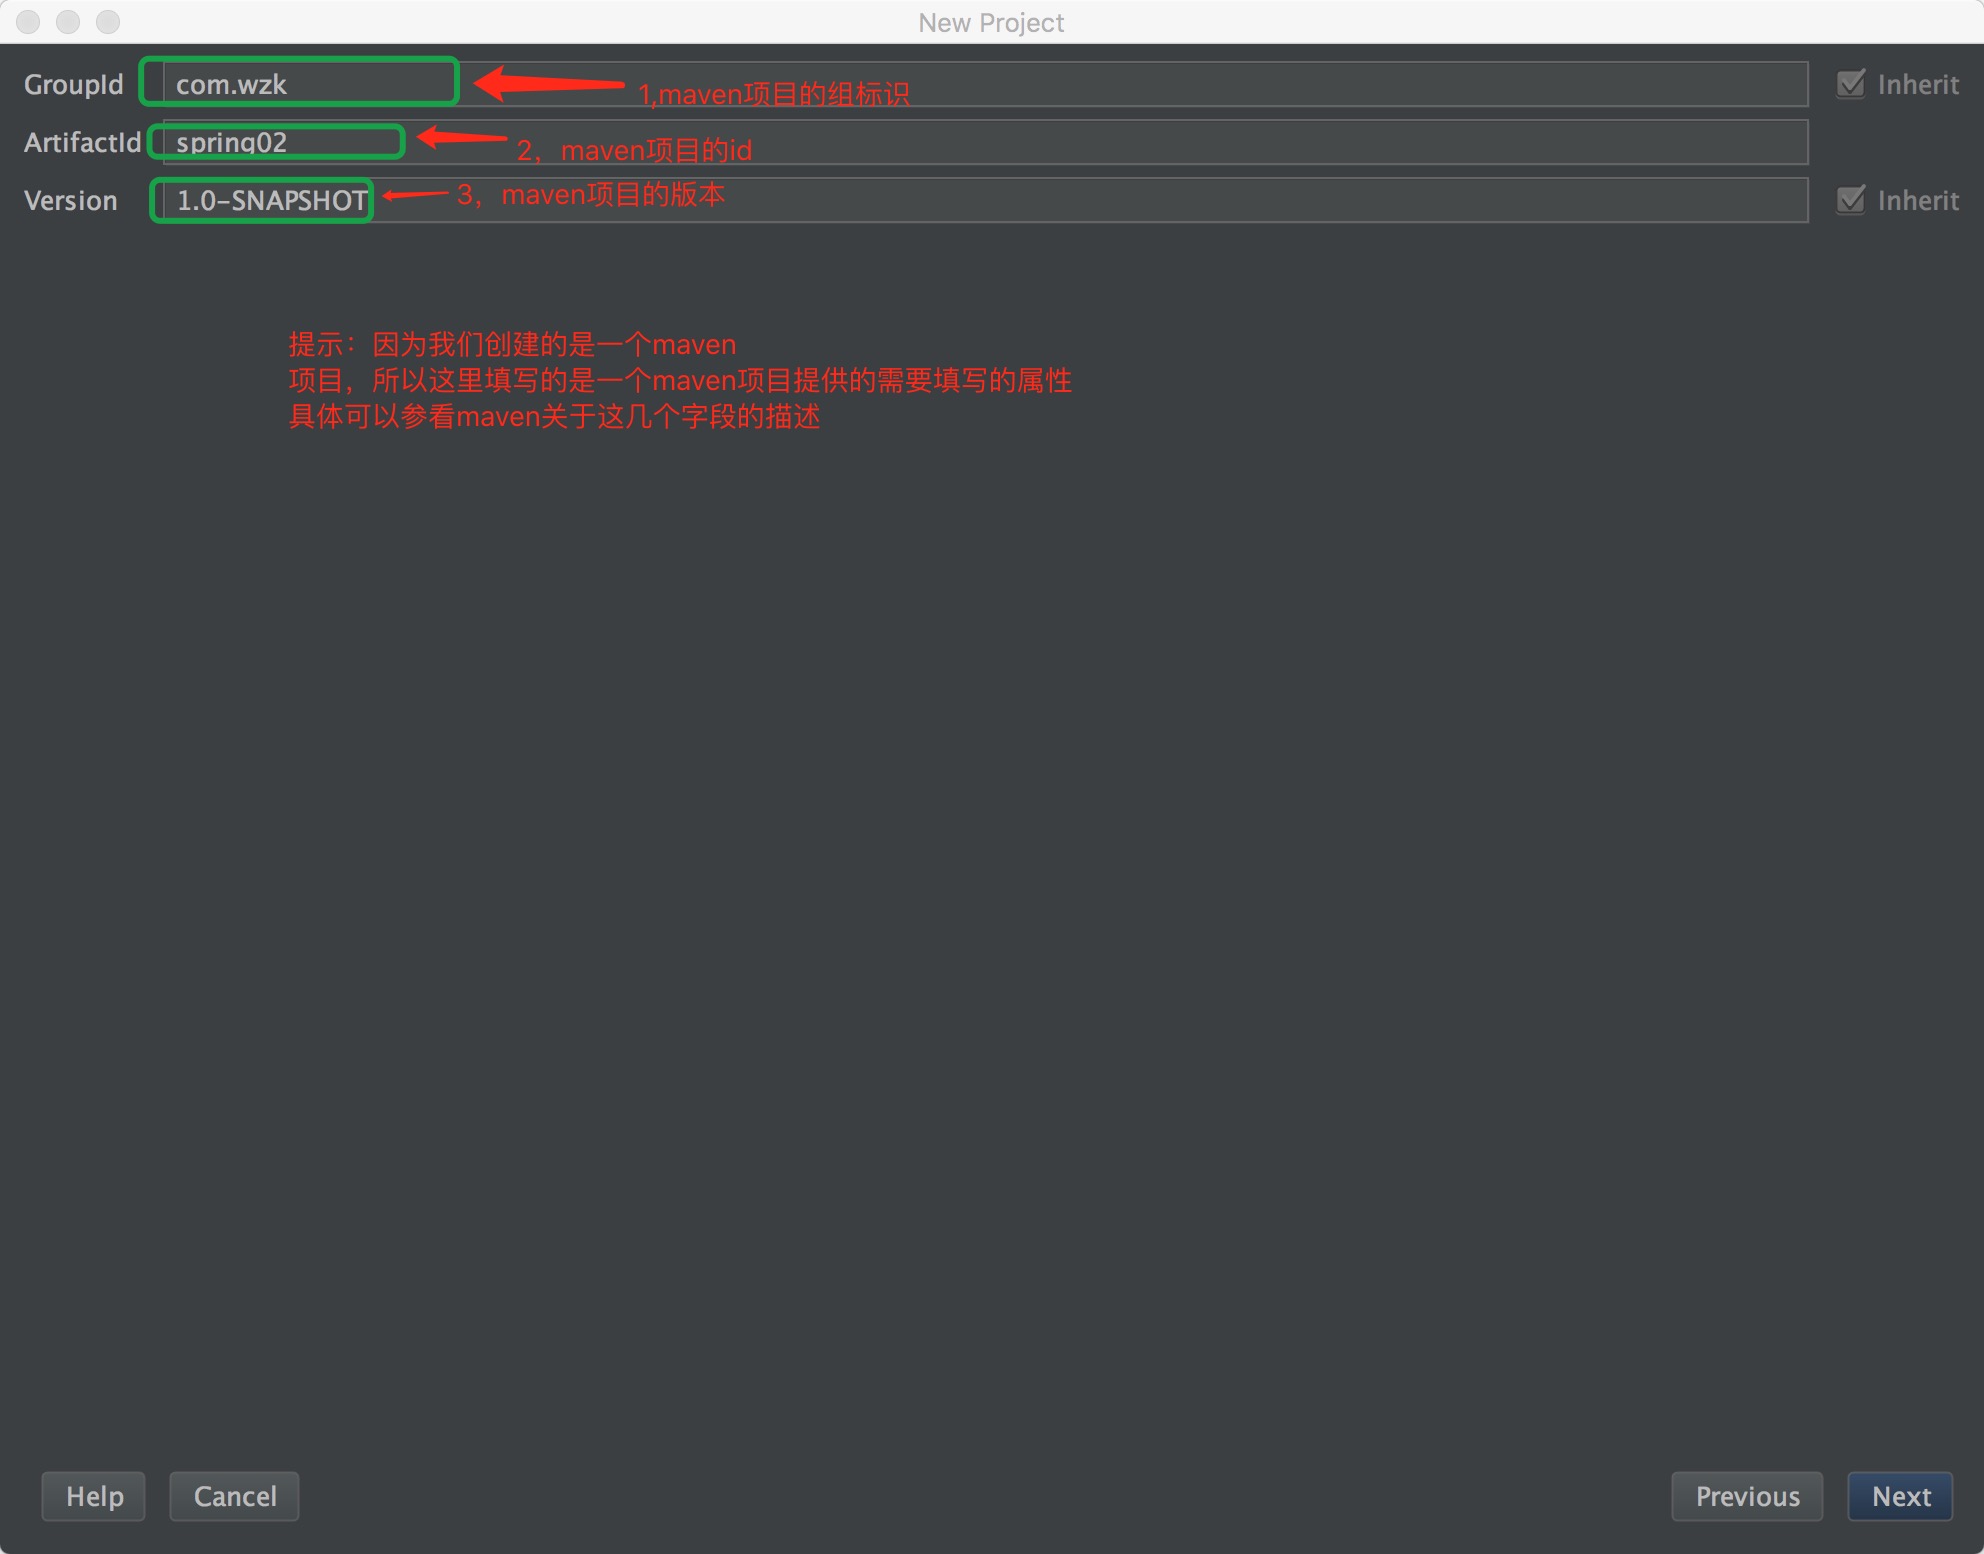 New Project
GroupId com.wzk 1,maven项目的组标识 Inherit
ArtifactId spring02 2，maven项目的id
Version 1.0-SNAPSHOT 3，maven项目的版本 Inherit
提示：因为我们创建的是一个maven
项目，所以这里填写的是一个maven项目提供的需要填写的属性
具体可以参看maven关于这几个字段的描述
Help Cancel Previous Next